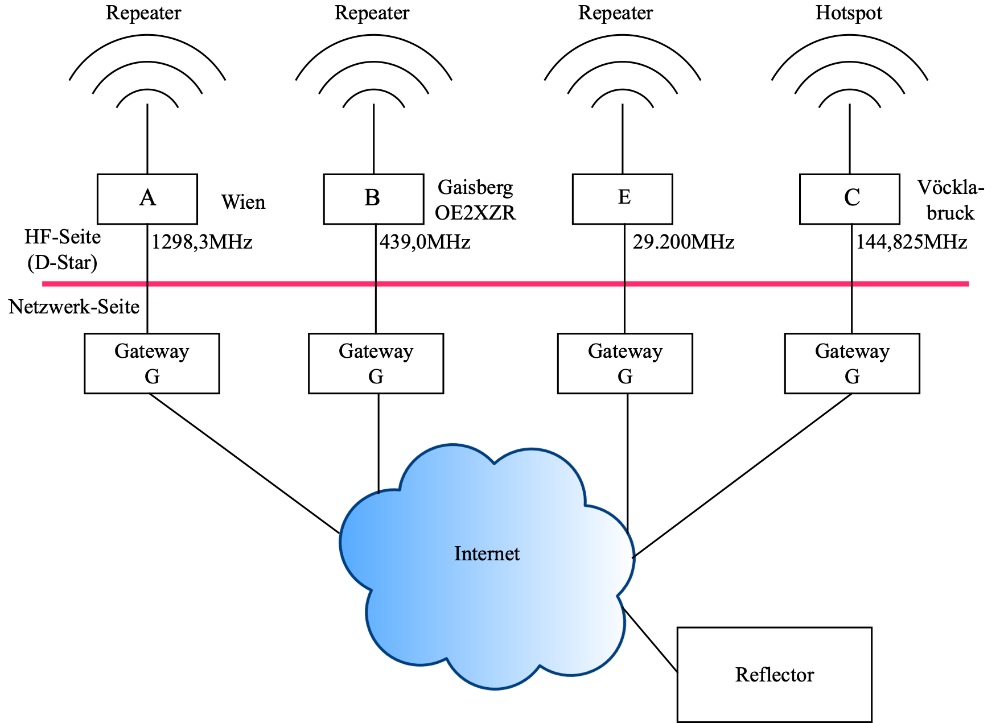 Repeater
Repeater
Repeater
Hotspot
A
Wien
B
Gaisberg
OE2XZR
E
C
Vöckla-
bruck
HF-Seite
(D-Star)
1298,3MHz
439,0MHz
29.200MHz
144,825MHz
Netzwerk-Seite
Gateway
G
Gateway
G
Gateway
G
Gateway
G
Internet
Reflector